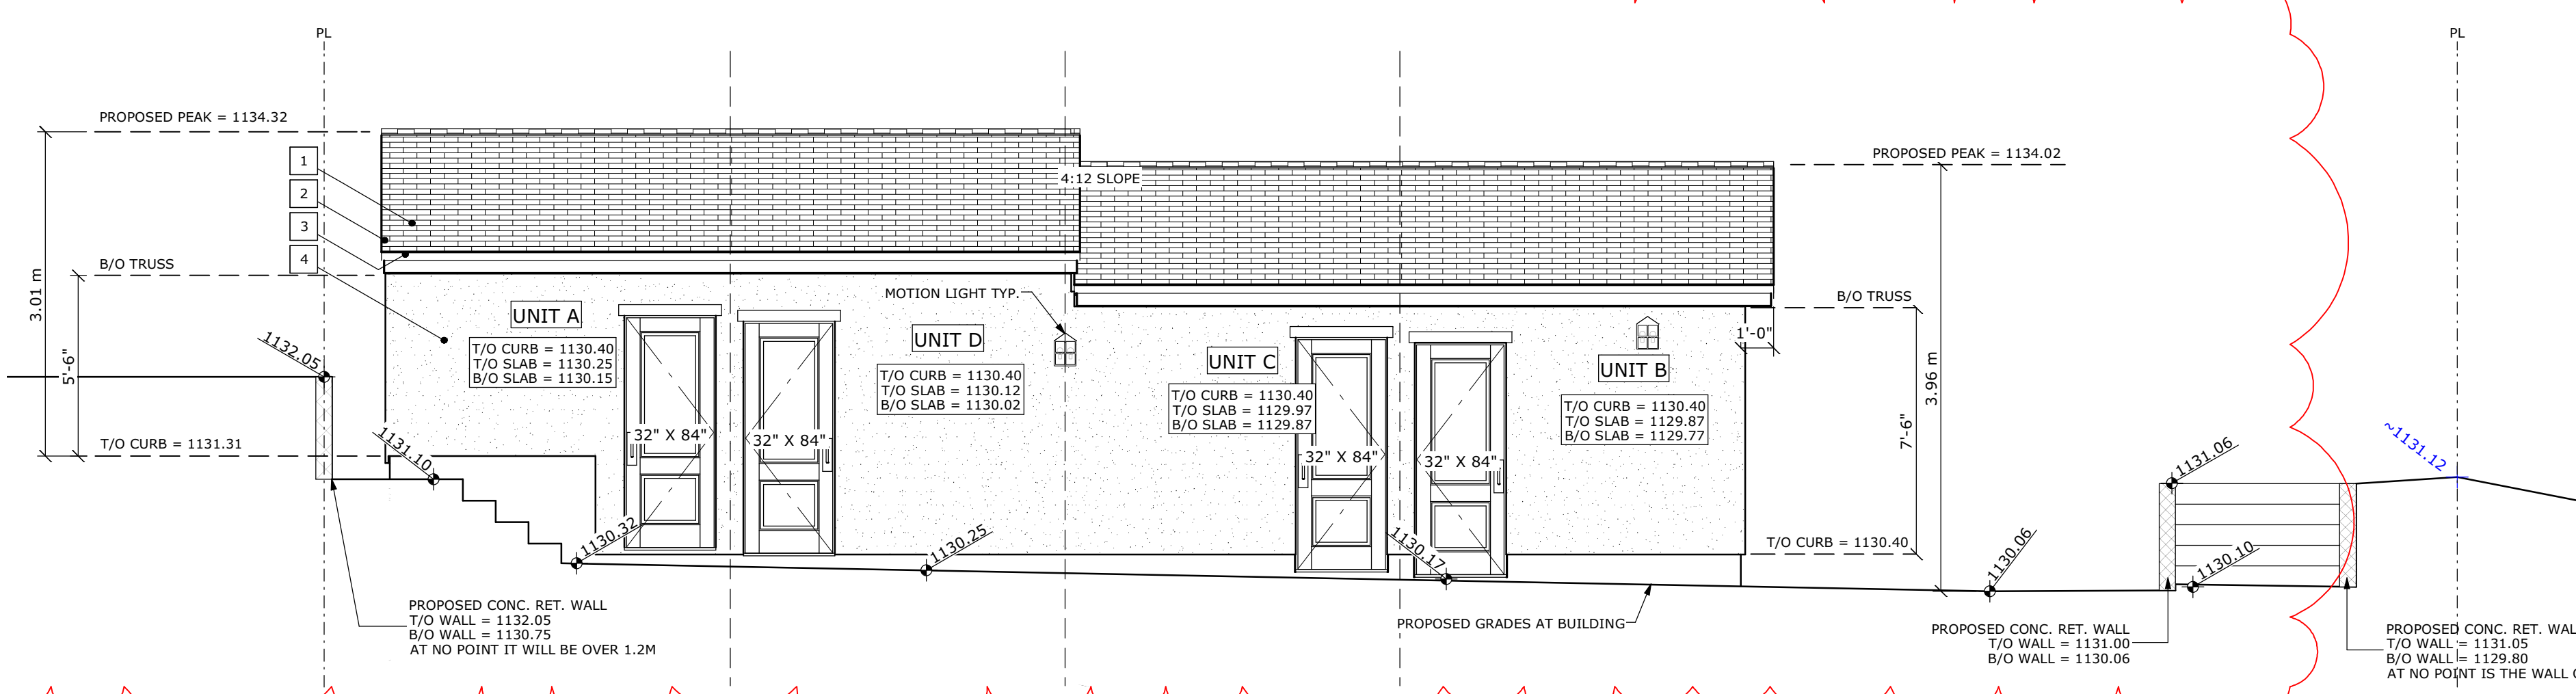 PL
PL
PROPOSED PEAK = 1134.32
1
2
3
4
4:12 SLOPE
PROPOSED PEAK = 1134.02
B/O TRUSS
3.01 m
5'-6"
MOTION LIGHT TYP.
B/O TRUSS
1'-0"
3.96 m
7'-6"
1132.05
UNIT A
T/O CURB = 1130.40
T/O SLAB = 1130.25
B/O SLAB = 1130.15
UNIT D
T/O CURB = 1130.40
T/O SLAB = 1130.12
B/O SLAB = 1130.02
UNIT C
T/O CURB = 1130.40
T/O SLAB = 1129.97
B/O SLAB = 1129.87
UNIT B
T/O CURB = 1130.40
T/O SLAB = 1129.87
B/O SLAB = 1129.77
32" X 84"
32" X 84"
32" X 84"
32" X 84"
T/O CURB = 1131.31
1131.10
1130.32
1130.25
1130.17
T/O CURB = 1130.40
1130.06
1131.06
1130.10
~1131.12
PROPOSED CONC. RET. WALL
T/O WALL = 1132.05
B/O WALL = 1130.75
AT NO POINT IT WILL BE OVER 1.2M
PROPOSED GRADES AT BUILDING
PROPOSED CONC. RET. WALL
T/O WALL = 1131.00
B/O WALL = 1130.06
PROPOSED CONC. RET. WAL
T/O WALL = 1131.05
B/O WALL = 1129.80
AT NO POINT IS THE WALL